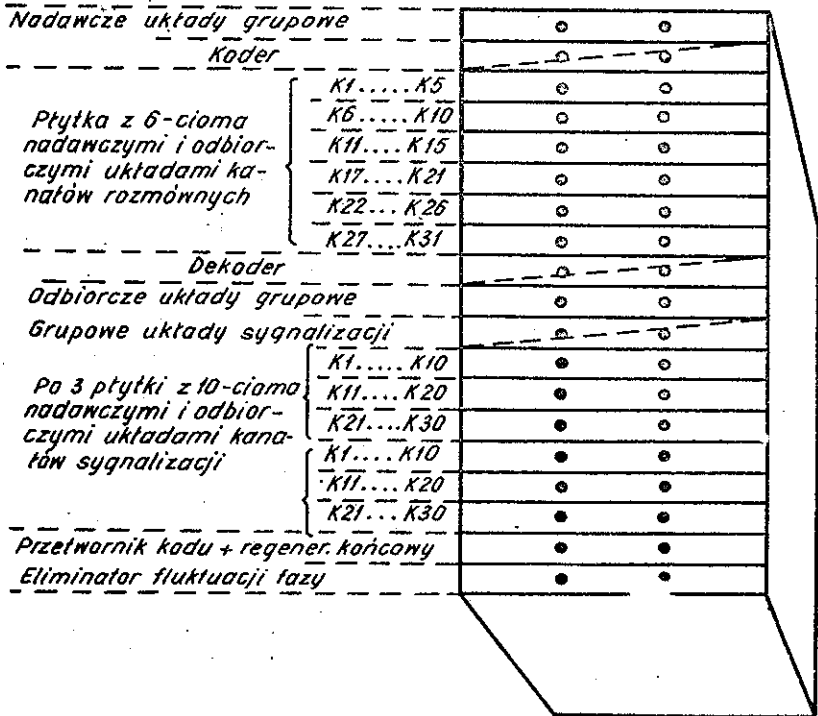 Nadawcze układy grupowe
Koder
K1.....K5
K6.....K10
Płytka z 6-cioma
nadawczymi i odbior-
czymi układami ka-
nałów rozmównych
K11....K15
K17....K21
K22...K26
K27....K31
Dekoder
Odbiorcze układy grupowe
Grupowe układy sygnalizacji
K1.....K10
Po 3 płytki z 10-cioma
nadawczymi i odbior-
czymi układami kana-
łów sygnalizacji
K11....K20
K21....K30
K1....K10
K11....K20
K21...K30
Przetwornik kodu + regener. końcowy
Eliminator fluktuacji fazy